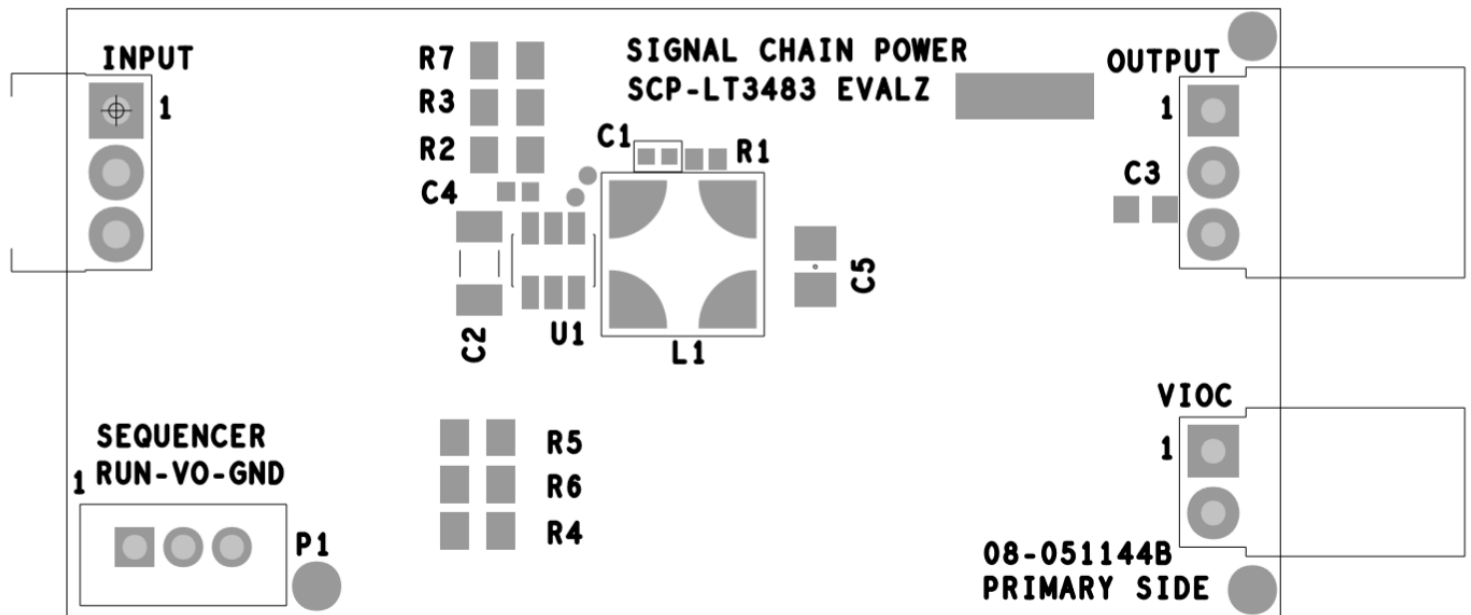 INPUT
1
R7
R3
R2
C4
SIGNAL CHAIN POWER
SCP-LT3483 EVALZ
C1
R1
OUTPUT
1
C3
C2
U1
L1
C5
SEQUENCER
RUN-VO-GND
1
P1
R5
R6
R4
VIOC
1
08-051144B
PRIMARY SIDE